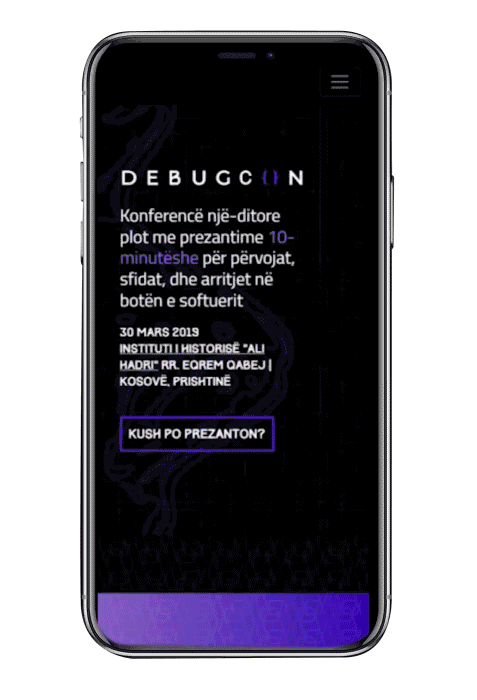 DEBUGC{}N
Konferencë një-ditore
plot me prezantime 10-
minutëshe për përvojat,
sfidat, dhe arritjet në
botën e softuerit
30 MARS 2019
INSTITUTI I HISTORISË "ALI
HADRI" RR. EQREM QABEJ |
KOSOVË, PRISHTINË
KUSH PO PREZANTON?